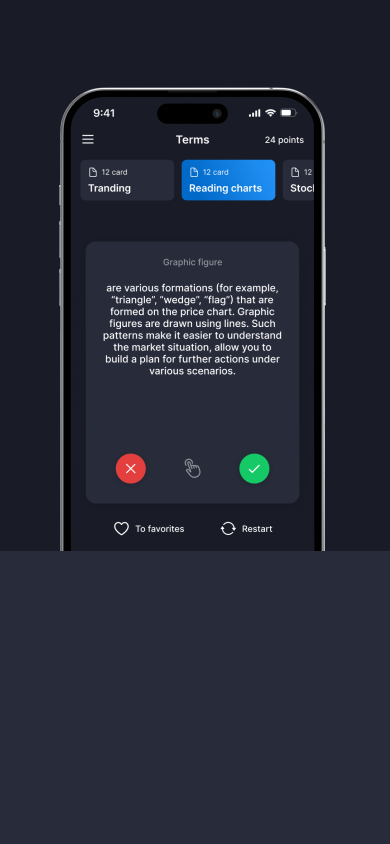 9:41
Terms
24 points
12 card
Tranding
12 card
Reading charts
12
Stoc
Graphic figure
are various formations (for example,
“triangle”, “wedge”, “flag”) that are
formed on the price chart. Graphic
figures are drawn using lines. Such
patterns make it easier to understand
the market situation, allow you to
build a plan for further actions under
various scenarios.
To favorites
Restart